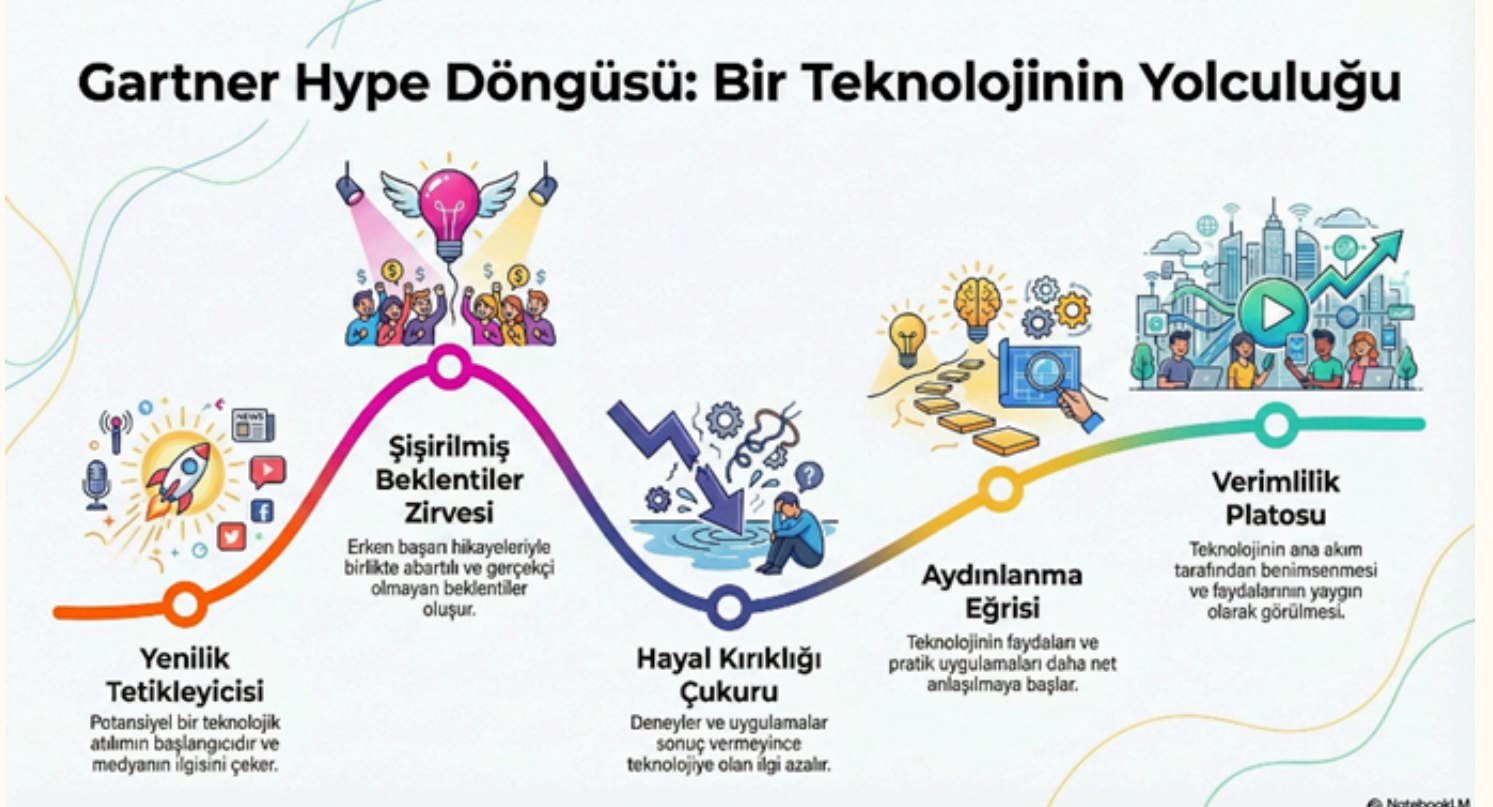 Gartner Hype Döngüsü: Bir Teknolojinin Yolculuğu
NEWS
Yenilik
Tetikleyicisi
Potansiyel bir teknolojik
atılımın başlangıcıdır ve
medyanın ilgisini çeker.
Şişirilmiş
Beklentiler
Zirvesi
Erken başarı hikayeleriyle
birlikte abartılı ve gerçekçi
olmayan beklentiler
oluşur.
Hayal Kırıklığı
Çukuru
Deneyler ve uygulamalar
sonuç vermeyince
teknolojiye olan ilgi azalır.
Aydınlanma
Eğrisi
Teknolojinin faydaları ve
pratik uygulamaları daha net
anlaşılmaya başlar.
Verimlilik
Platosu
Teknolojinin ana akım
tarafından benimsenmesi
ve faydalarının yaygın
olarak görülmesi.
NotebookLM